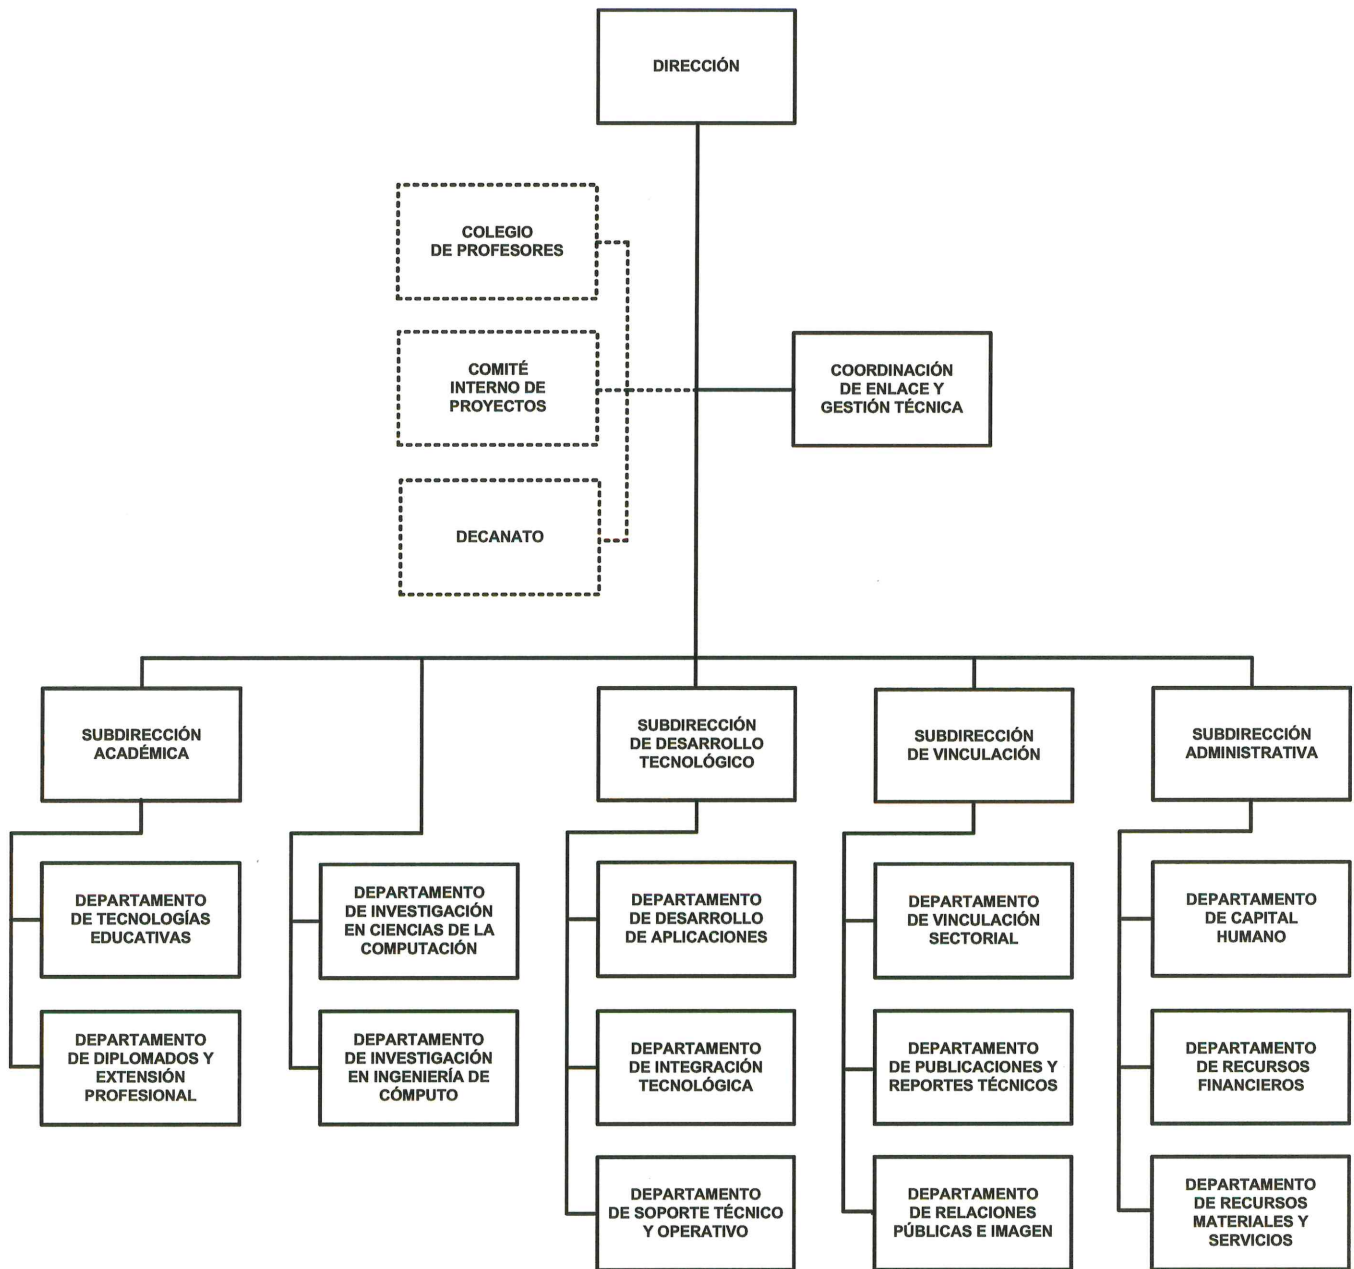 DIRECCIÓN
COLEGIO
DE PROFESORES
COMITÉ
INTERNO DE
PROYECTOS
COORDINACIÓN
DE ENLACE Y
GESTIÓN TÉCNICA
DECANATO
SUBDIRECCIÓN
ACADÉMICA
SUBDIRECCIÓN
DE DESARROLLO
TECNOLÓGICO
SUBDIRECCIÓN
DE VINCULACIÓN
SUBDIRECCIÓN
ADMINISTRATIVA
DEPARTAMENTO
DE TECNOLOGÍAS
EDUCATIVAS
DEPARTAMENTO
DE INVESTIGACIÓN
EN CIENCIAS DE LA
COMPUTACIÓN
DEPARTAMENTO
DE DESARROLLO
DE APLICACIONES
DEPARTAMENTO
DE VINCULACIÓN
SECTORIAL
DEPARTAMENTO
DE CAPITAL
HUMANO
DEPARTAMENTO
DE DIPLOMADOS Y
EXTENSIÓN
PROFESIONAL
DEPARTAMENTO
DE INVESTIGACIÓN
EN INGENIERÍA DE
CÓMPUTO
DEPARTAMENTO
DE INTEGRACIÓN
TECNOLÓGICA
DEPARTAMENTO
DE PUBLICACIONES Y
REPORTES TÉCNICOS
DEPARTAMENTO
DE RECURSOS
FINANCIEROS
DEPARTAMENTO
DE SOPORTE TÉCNICO
Y OPERATIVO
DEPARTAMENTO
DE RELACIONES
PÚBLICAS E IMAGEN
DEPARTAMENTO
DE RECURSOS
MATERIALES Y
SERVICIOS